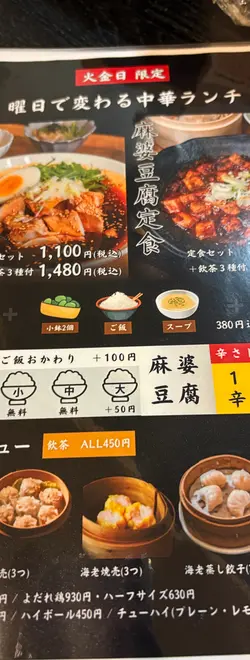 火金日 限定
曜日で変わる中華ランチ
麻婆豆腐定食
セット 1,100円(税込)
茶3種付 1,480円(税込)
定食セット
+飲茶3種
小鉢2個
ご飯
スープ
380円
ご飯おかわり +100円
小 中 大
無料 無料 +50円
麻婆
豆腐
辛さ
1
辛
ュー 飲茶 ALL450円
売(3つ)
海老焼売(3つ)
海老蒸し餃子(
/ よだれ鶏930円・ハーフサイズ630円
/ ハイボール450円 / チューハイ(プレーン・レモ